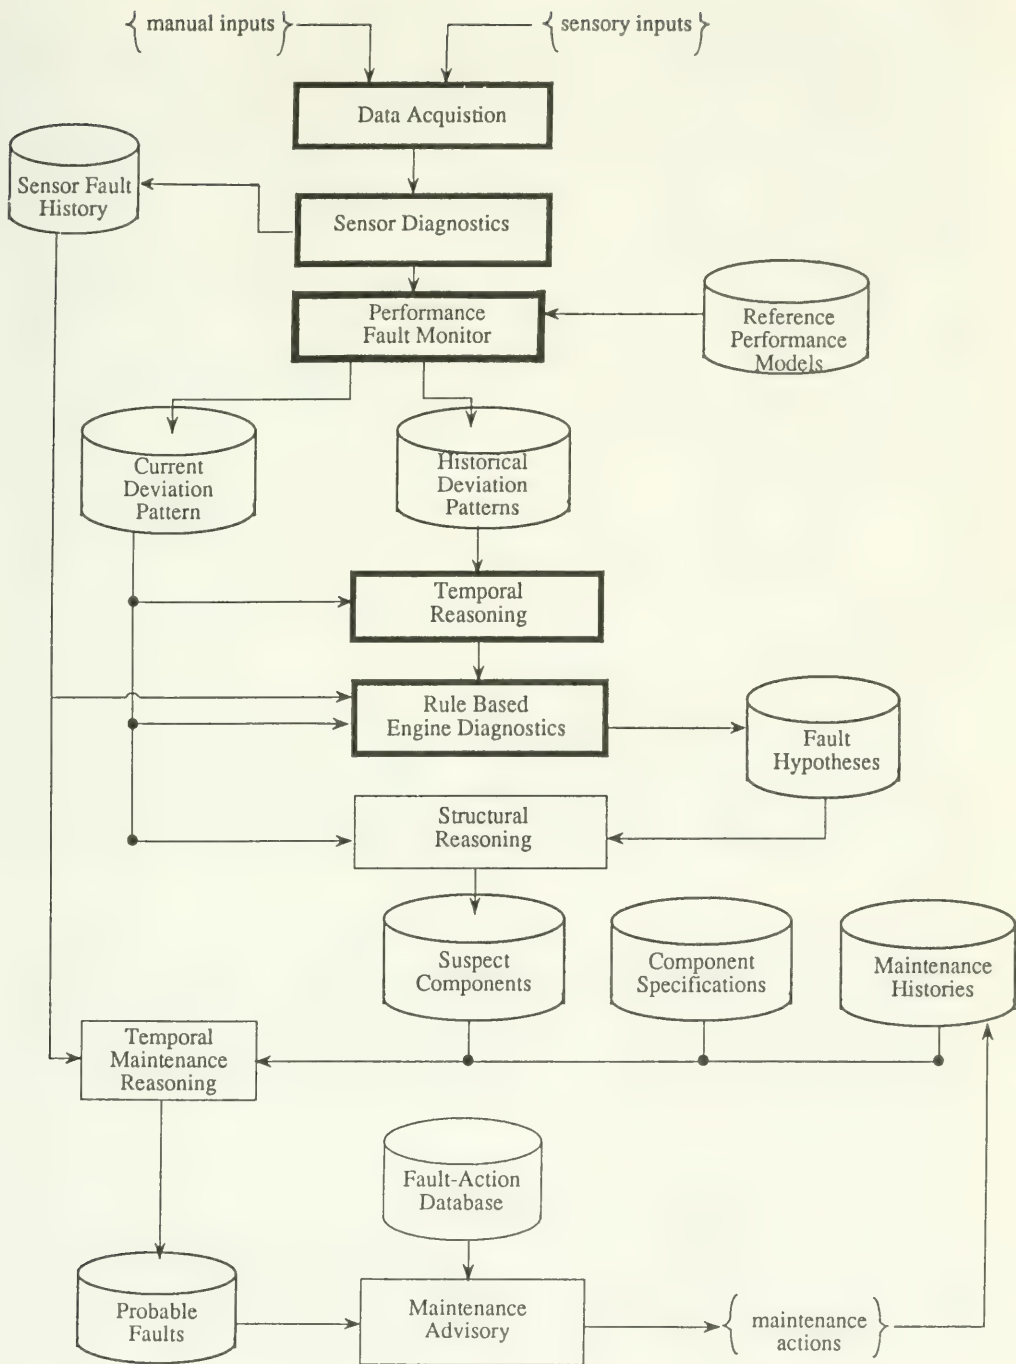 manual inputs
sensory inputs
Data Acquistion
Sensor Fault
History
Sensor Diagnostics
Performance
Fault Monitor
Reference
Performance
Models
Current
Deviation
Pattern
Historical
Deviation
Patterns
Temporal
Reasoning
Rule Based
Engine Diagnostics
Fault
Hypotheses
Structural
Reasoning
Suspect
Components
Component
Specifications
Maintenance
Histories
Temporal
Maintenance
Reasoning
Fault-Action
Database
Probable
Faults
Maintenance
Advisory
maintenance
actions